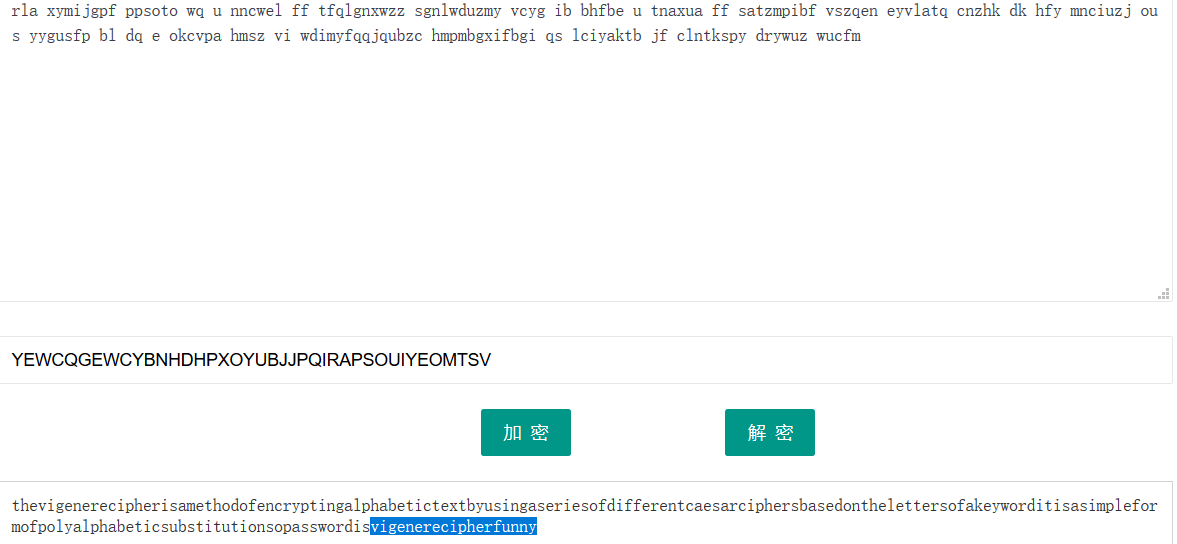 rla xymijgpf ppsoto wq u nncwel ff tfqlgnxwzz sgnlwduzmy vcyg ib bhfbe u tnaxua ff satzmpibf vszqen eyvlatq cnzhk dk hfy mnciuzj ou
s yygusfp bl dq e okcvpa hmsz vi wdimyfqqjqubzc hmpmbgxifbgi qs lciyaktb jf clntkspy drywuz wucfm
YEWCQGEWCYBNHDHPXOYUBJJPQIRAPSOUIYEOMTSV
加 密 解 密
thevigenerecipherisamethodofencryptingalphabetictextbyusingaseriesofdifferentcaesarciphersbasedonthelettersofakeyworditisasimplefor
mofpolyalphabeticsubstitutionsopasswordisvigenerecipherfunny